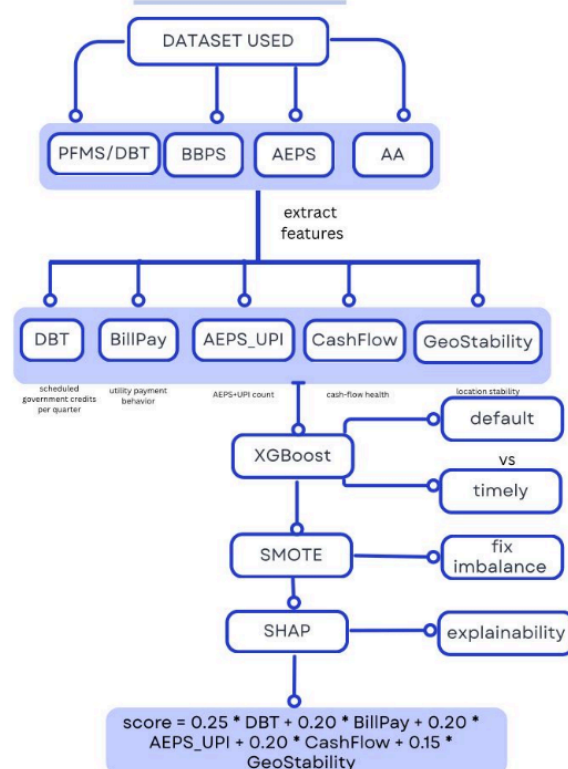 DATASET USED
PFMS/DBT
BBPS
AEPS
AA
extract
features
DBT
BillPay
AEPS_UPI
CashFlow
GeoStability
scheduled
government credits
per quarter
utility payment
behavior
AEPS+UPI count
cash-flow health
location stability
XGBoost
default
vs
timely
SMOTE
fix
imbalance
SHAP
explainability
score = 0.25 * DBT + 0.20 * BillPay + 0.20 *
AEPS_UPI + 0.20 * CashFlow + 0.15 *
GeoStability